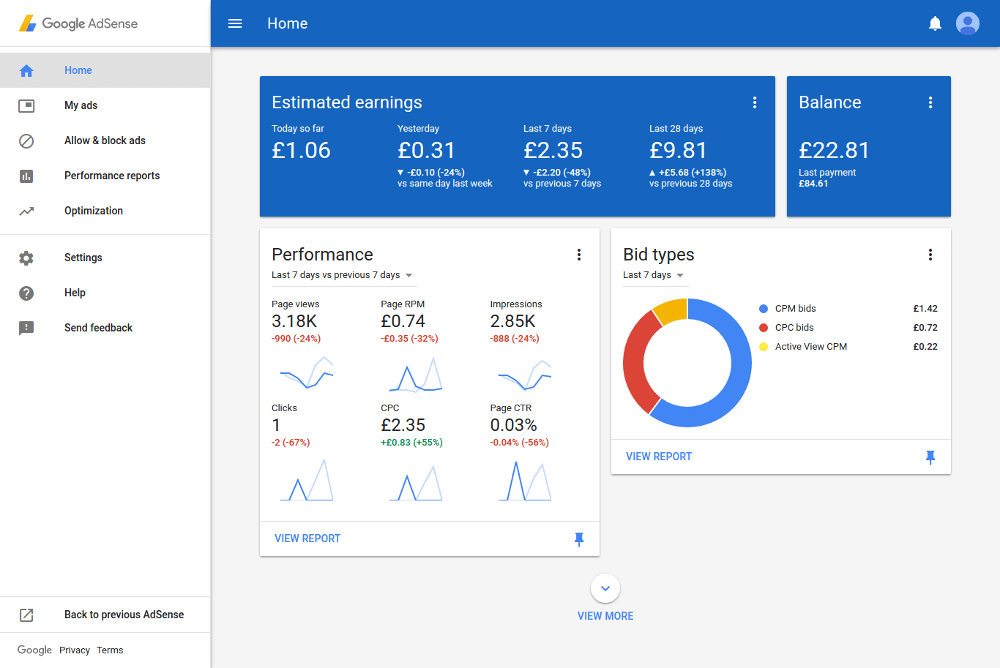 Google AdSense
Home
Home
My ads
Allow & block ads
Performance reports
Optimization
Settings
Help
Send feedback
Back to previous AdSense
Google Privacy Terms
Estimated earnings
Today so far
£1.06
Yesterday
£0.31
▼ -£0.10 (-24%)
vs same day last week
Last 7 days
£2.35
▼ -£2.20 (-48%)
vs previous 7 days
Last 28 days
£9.81
▲ +£5.68 (+138%)
vs previous 28 days
Balance
£22.81
Last payment
£84.61
Performance
Last 7 days vs previous 7 days
Page views
3.18K
-990 (-24%)
Page RPM
£0.74
-£0.35 (-32%)
Impressions
2.85K
-888 (-24%)
Clicks
1
-2 (-67%)
CPC
£2.35
+£0.83 (+55%)
Page CTR
0.03%
-0.04% (-56%)
VIEW REPORT
Bid types
Last 7 days
CPM bids £1.42
CPC bids £0.72
Active View CPM £0.22
VIEW REPORT
VIEW MORE